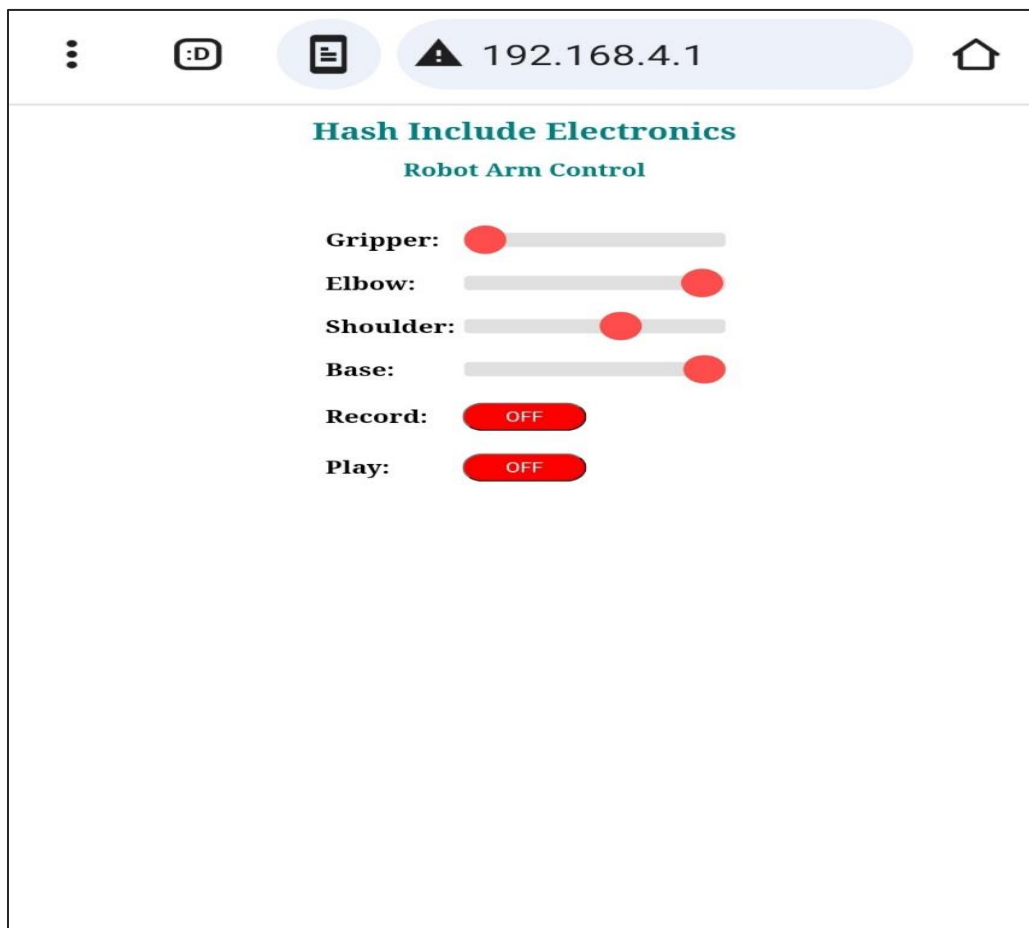 :D 192.168.4.1
Hash Include Electronics
Robot Arm Control
Gripper:
Elbow:
Shoulder:
Base:
Record: OFF
Play: OFF